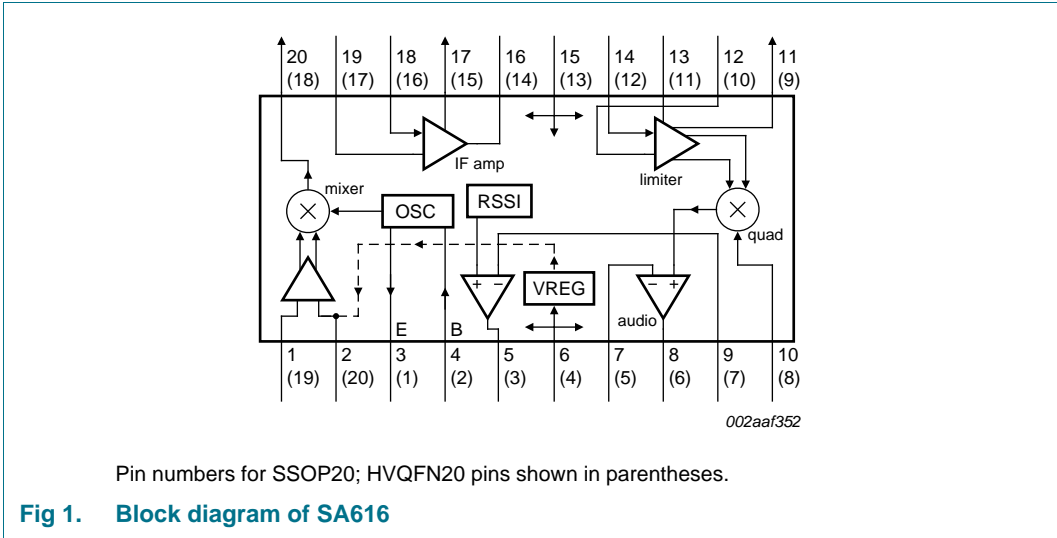 20 19 18 17 16 15 14 13 12 11
(18) (17) (16) (15) (14) (13) (12) (11) (10) (9)
IF amp
limiter
mixer
OSC
RSSI
quad
+ −
VREG
− +
audio
E B
1 2 3 4 5 6 7 8 9 10
(19) (20) (1) (2) (3) (4) (5) (6) (7) (8)
002aaf352
Pin numbers for SSOP20; HVQFN20 pins shown in parentheses.
Fig 1. Block diagram of SA616